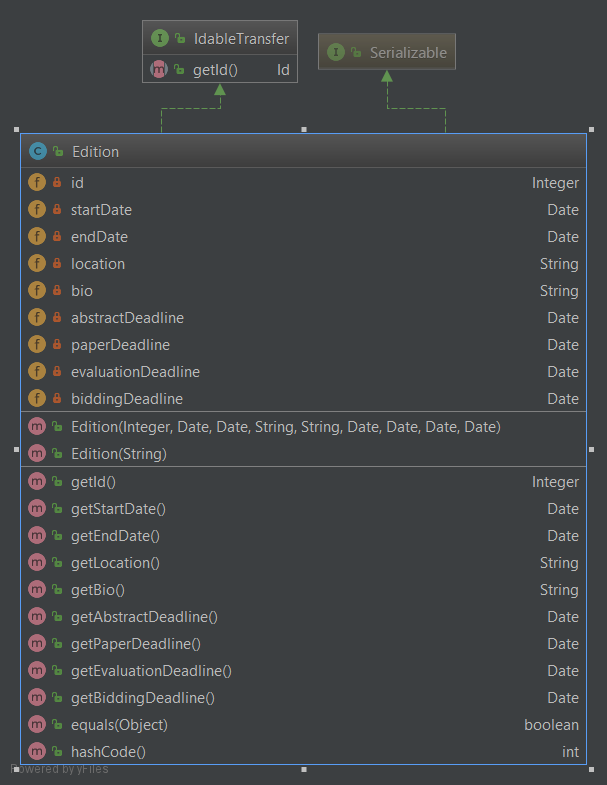 IdableTransfer
getId() Id
Serializable
Edition
id Integer
startDate Date
endDate Date
location String
bio String
abstractDeadline Date
paperDeadline Date
evaluationDeadline Date
biddingDeadline Date
Edition(Integer, Date, Date, String, String, Date, Date, Date, Date)
Edition(String)
getId() Integer
getStartDate() Date
getEndDate() Date
getLocation() String
getBio() String
getAbstractDeadline() Date
getPaperDeadline() Date
getEvaluationDeadline() Date
getBiddingDeadline() Date
equals(Object) boolean
hashCode() int
Powered by yFiles